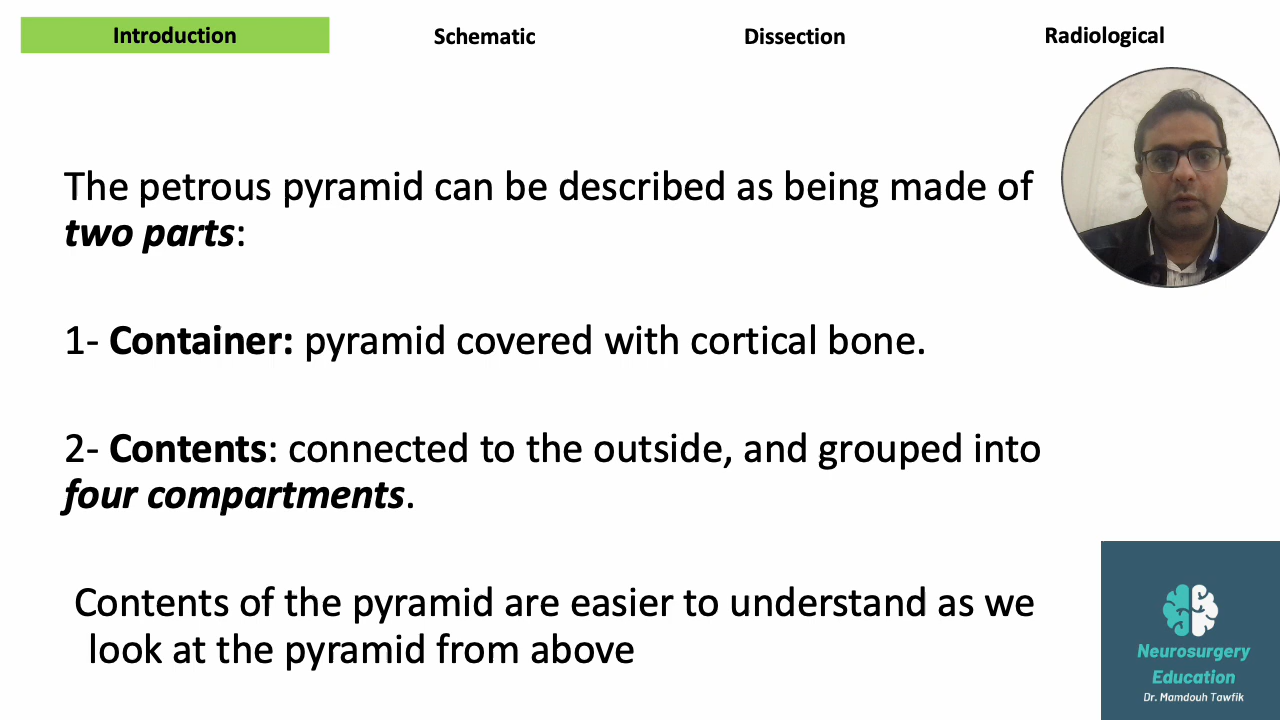 Introduction
Schematic
Dissection
Radiological
The petrous pyramid can be described as being made of
two parts:
1- Container: pyramid covered with cortical bone.
2- Contents: connected to the outside, and grouped into
four compartments.
Contents of the pyramid are easier to understand as we
look at the pyramid from above
Neurosurgery
Education
Dr. Mamdouh Tawfik